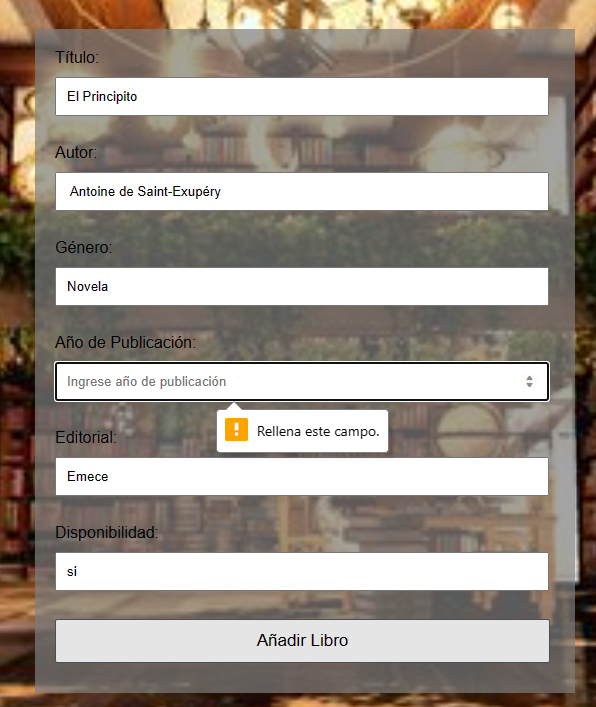 Título:
El Principito
Autor:
Antoine de Saint-Exupéry
Género:
Novela
Año de Publicación:
Ingrese año de publicación
Rellena este campo.
Editorial:
Emece
Disponibilidad:
si
Añadir Libro